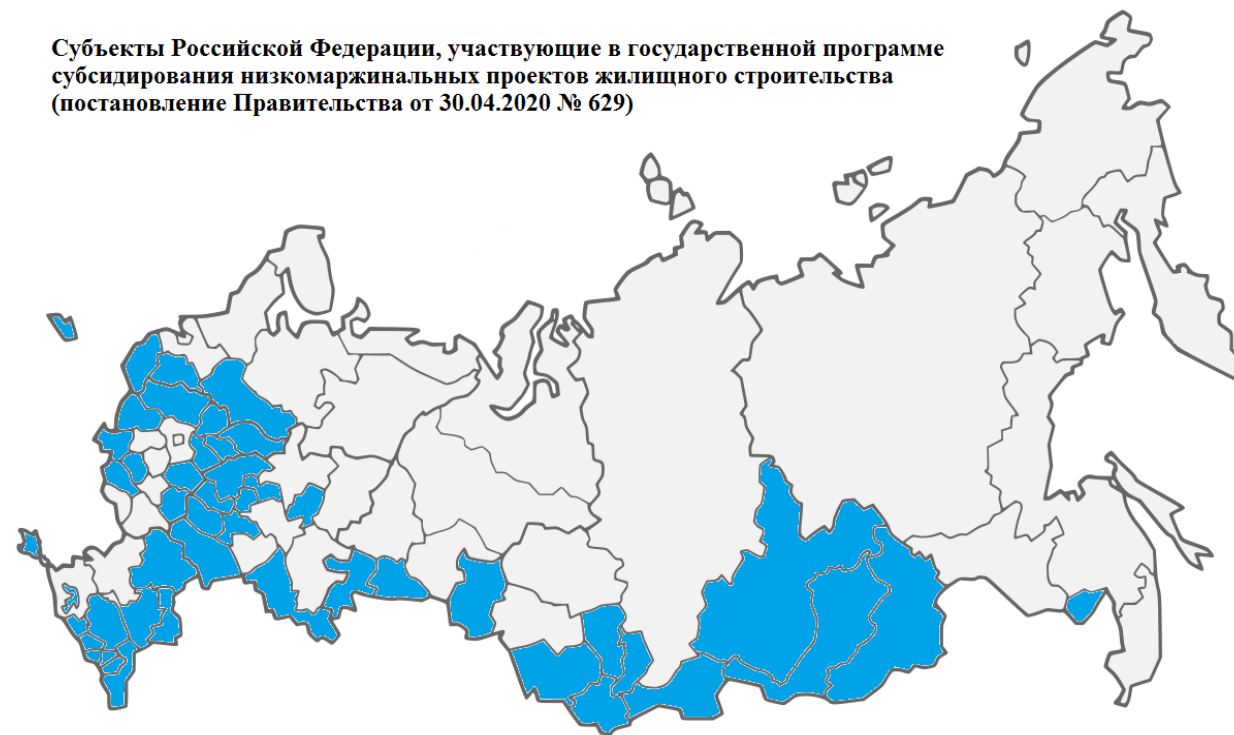 Субъекты Российской Федерации, участвующие в государственной программе
субсидирования низкомаржинальных проектов жилищного строительства
(постановление Правительства от 30.04.2020 № 629)